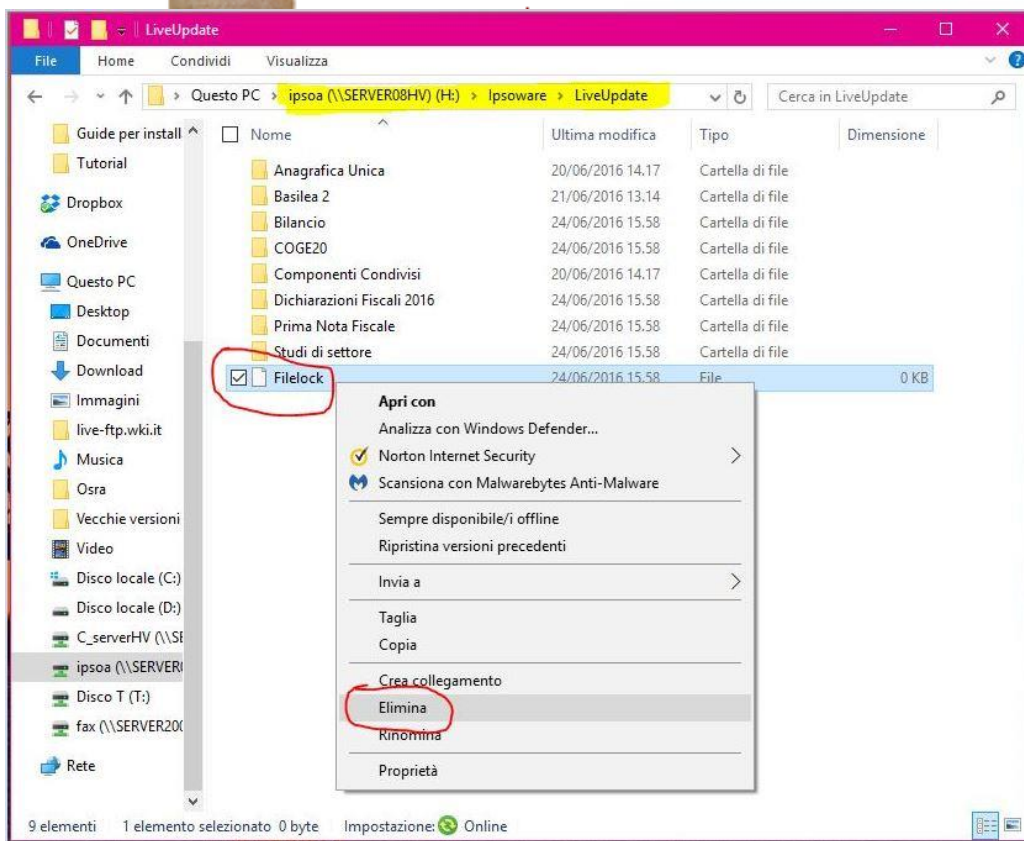 LiveUpdate
File Home Condividi Visualizza
Questo PC > ipsoa (\\SERVER08HV) (H:) > Ipsoware > LiveUpdate
Cerca in LiveUpdate
Nome Ultima modifica Tipo Dimensione
Guide per install
Tutorial
Dropbox
OneDrive
Questo PC
Desktop
Documenti
Download
Immagini
live-ftp.wki.it
Musica
Osra
Vecchie versioni
Video
Disco locale (C:)
Disco locale (D:)
C_serverHV (\\SE
ipsoa (\\SERVER0
Disco T (T:)
fax (\\SERVER200
Rete
Anagrafica Unica 20/06/2016 14.17 Cartella di file
Basilea 2 21/06/2016 13.14 Cartella di file
Bilancio 24/06/2016 15.58 Cartella di file
COGE20 24/06/2016 15.58 Cartella di file
Componenti Condivisi 20/06/2016 14.17 Cartella di file
Dichiarazioni Fiscali 2016 24/06/2016 15.58 Cartella di file
Prima Nota Fiscale 24/06/2016 15.58 Cartella di file
Studi di settore 24/06/2016 15.58 Cartella di file
Filelock 24/06/2016 15.58 File 0 KB
Apri con
Analizza con Windows Defender...
Norton Internet Security
Scansiona con Malwarebytes Anti-Malware
Sempre disponibile/i offline
Ripristina versioni precedenti
Invia a
Taglia
Copia
Crea collegamento
Elimina
Rinomina
Proprietà
9 elementi 1 elemento selezionato 0 byte Impostazione: Online